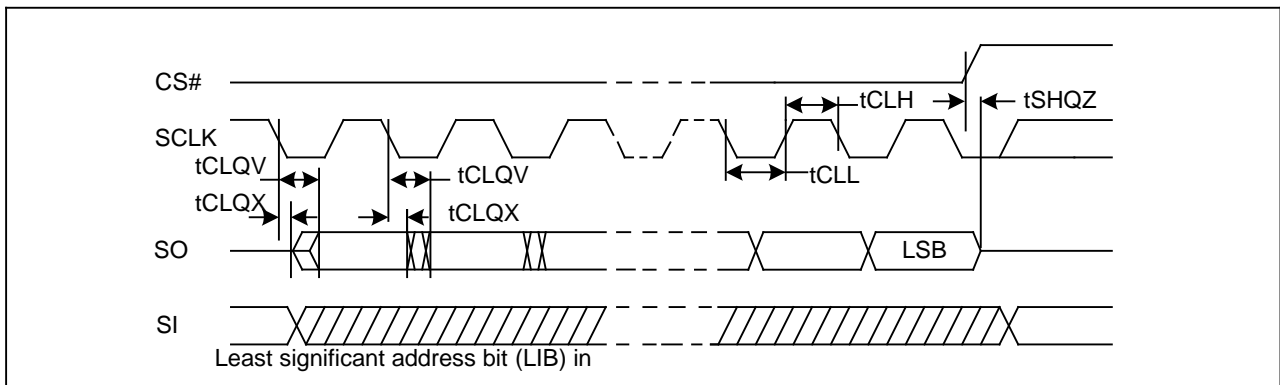 CS#
tCLH
tSHQZ
SCLK
tCLQV
tCLQV
tCLL
tCLQX
tCLQX
SO
LSB
SI
Least significant address bit (LIB) in